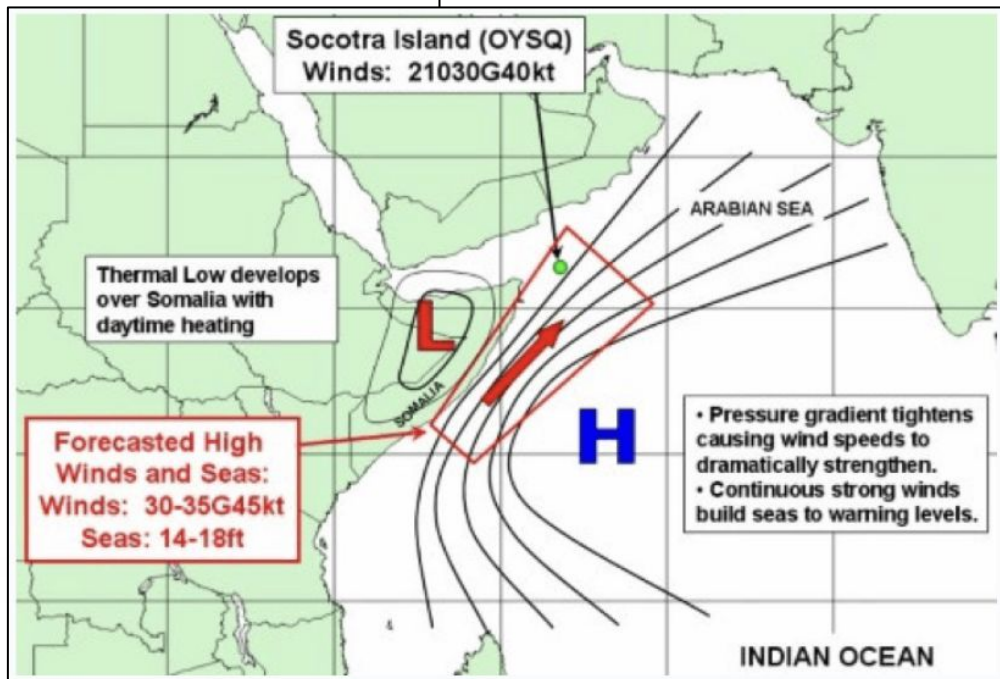 Socotra Island (OYSQ)
Winds: 21030G40kt
ARABIAN SEA
Thermal Low develops
over Somalia with
daytime heating
L
SOMALIA
H
Forecasted High
Winds and Seas:
Winds: 30-35G45kt
Seas: 14-18ft
• Pressure gradient tightens
causing wind speeds to
dramatically strengthen.
• Continuous strong winds
build seas to warning levels.
INDIAN OCEAN